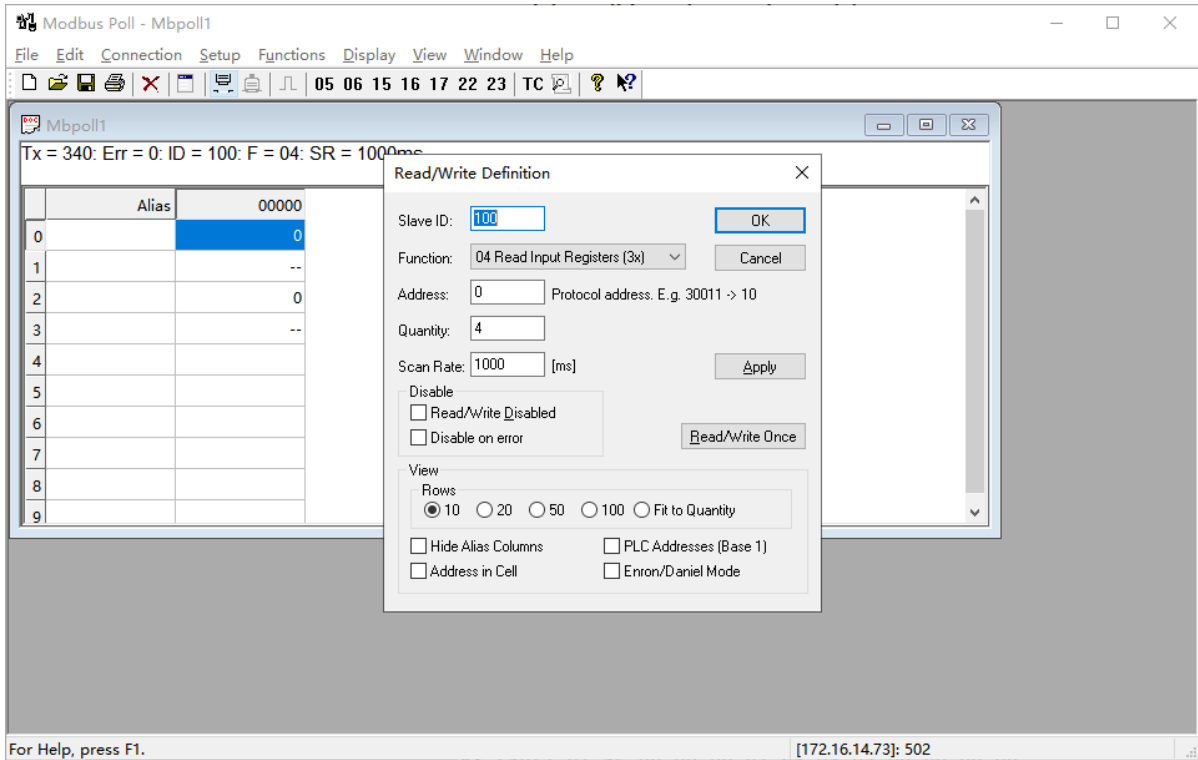 Modbus Poll - Mbpoll1
File Edit Connection Setup Functions Display View Window Help
05 06 15 16 17 22 23 TC
Mbpoll1
Tx = 340: Err = 0: ID = 100: F = 04: SR = 1000ms
Alias 00000
0 0
1 --
2 0
3 --
4
5
6
7
8
9
Read/Write Definition
Slave ID: 100 OK
Function: 04 Read Input Registers (3x) Cancel
Address: 0 Protocol address. E.g. 30011 -> 10
Quantity: 4
Scan Rate: 1000 [ms] Apply
Disable
Read/Write Disabled
Disable on error Read/Write Once
View
Rows
10 20 50 100 Fit to Quantity
Hide Alias Columns PLC Addresses (Base 1)
Address in Cell Enron/Daniel Mode
For Help, press F1. [172.16.14.73]: 502